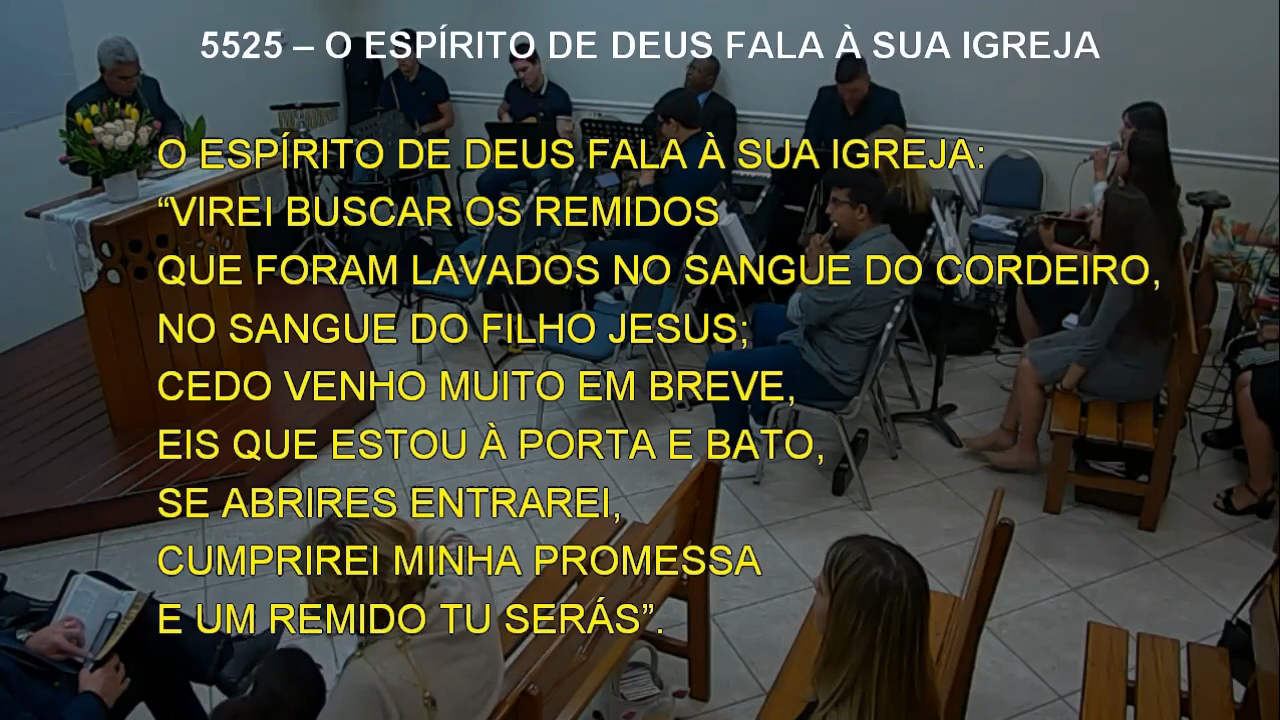 5525 – O ESPÍRITO DE DEUS FALA À SUA IGREJA
O ESPÍRITO DE DEUS FALA À SUA IGREJA:
“VIREI BUSCAR OS REMIDOS
QUE FORAM LAVADOS NO SANGUE DO CORDEIRO,
NO SANGUE DO FILHO JESUS;
CEDO VENHO MUITO EM BREVE,
EIS QUE ESTOU À PORTA E BATO,
SE ABRIRES ENTRAREI,
CUMPRIREI MINHA PROMESSA
E UM REMIDO TU SERÁS”.